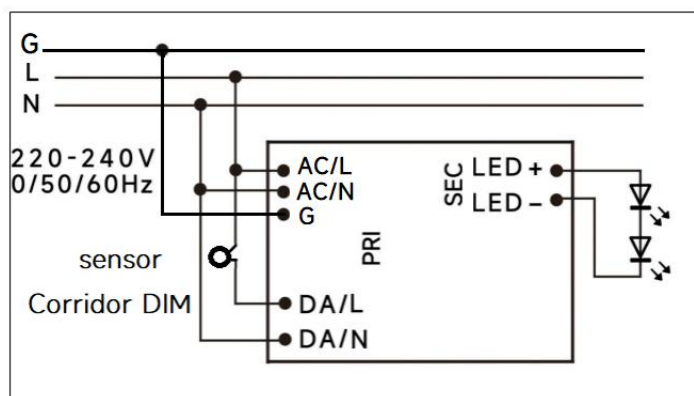 G
L
N
220-240V
0/50/60Hz
AC/L
AC/N
G
PRI
SEC
LED +
LED -
sensor
Corridor DIM
DA/L
DA/N